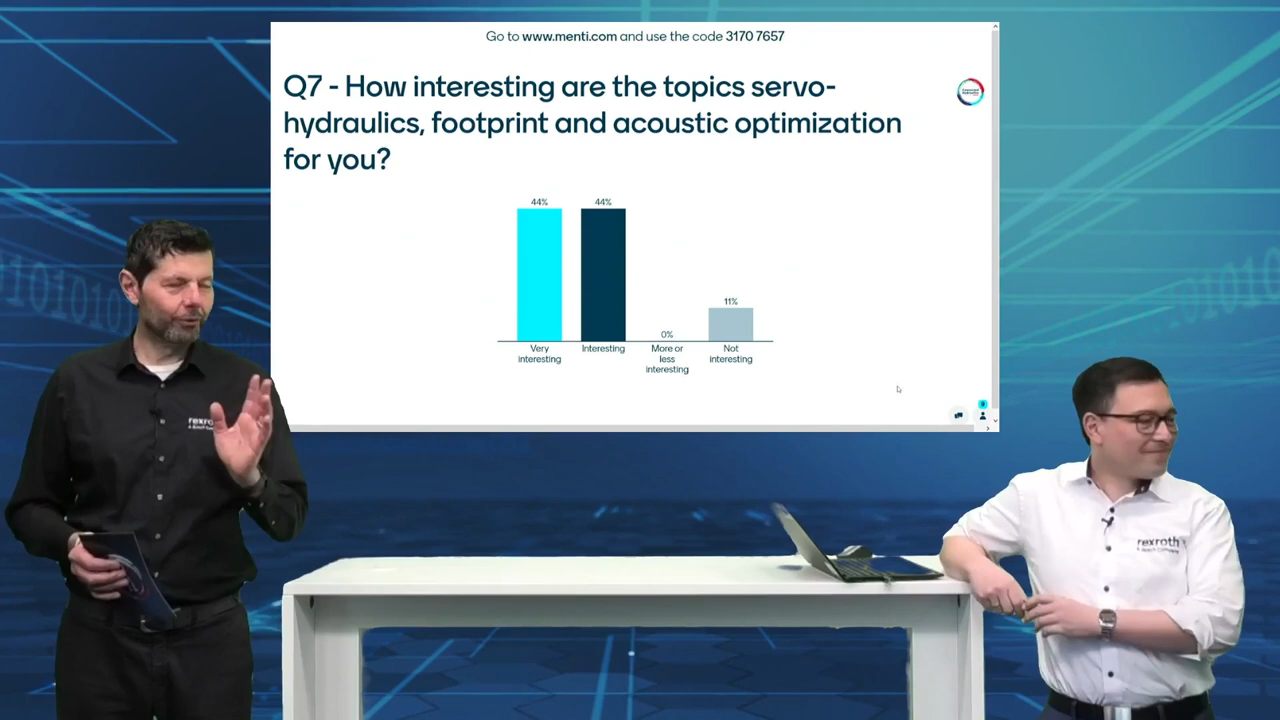 Go to www.menti.com and use the code 3170 7657
Q7 - How interesting are the topics servo-
hydraulics, footprint and acoustic optimization
for you?
44%
44%
0%
11%
Very
interesting
Interesting
More or
less
interesting
Not
interesting
9
rexro
rexroth
A Bosch Company